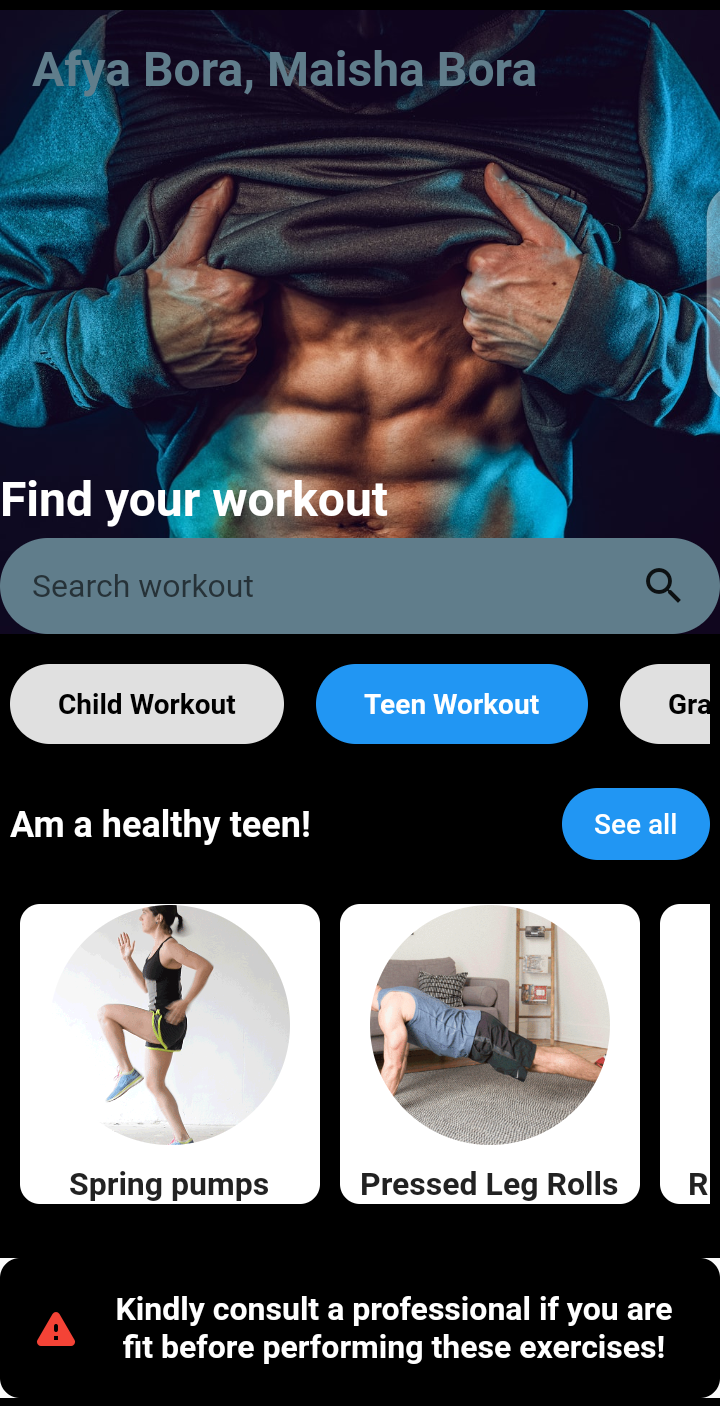 Afya Bora, Maisha Bora
Find your workout
Search workout
Child Workout
Teen Workout
Gra
Am a healthy teen!
See all
Spring pumps
Pressed Leg Rolls
R
Kindly consult a professional if you are
fit before performing these exercises!